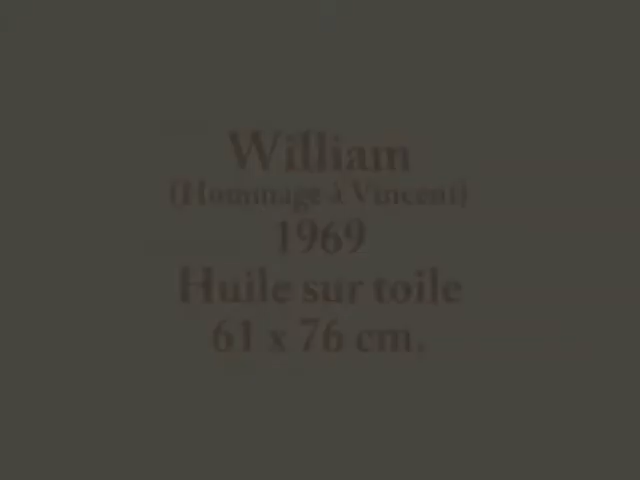 William
(Hommage à Vincent)
1969
Huile sur toile
61 x 76 cm.